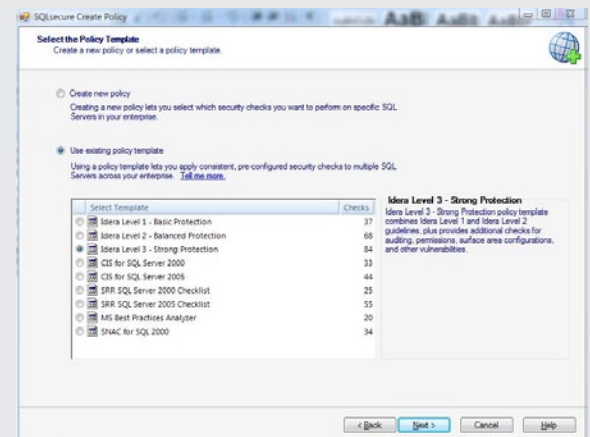 SQLsecure Create Policy
Select the Policy Template
Create a new policy or select a policy template.
Create new policy
Creating a new policy lets you select which security checks you want to perform on specific SQL
Servers in your enterprise.
Use existing policy template
Using a policy template lets you apply consistent, pre-configured security checks to multiple SQL
Servers across your enterprise. Tell me more.
Select Template Checks
Idera Level 1 - Basic Protection 37
Idera Level 2 - Balanced Protection 68
Idera Level 3 - Strong Protection 84
CIS for SQL Server 2000 33
CIS for SQL Server 2005 44
SRR SQL Server 2000 Checklist 25
SRR SQL Server 2005 Checklist 55
MS Best Practices Analyzer 20
SNAC for SQL 2000 34
Idera Level 3 - Strong Protection
Idera Level 3 - Strong Protection policy template
combines Idera Level 1 and Idera Level 2
guidelines, plus provides additional checks for
auditing, permissions, surface area configurations,
and other vulnerabilities.
< Back Next > Cancel Help